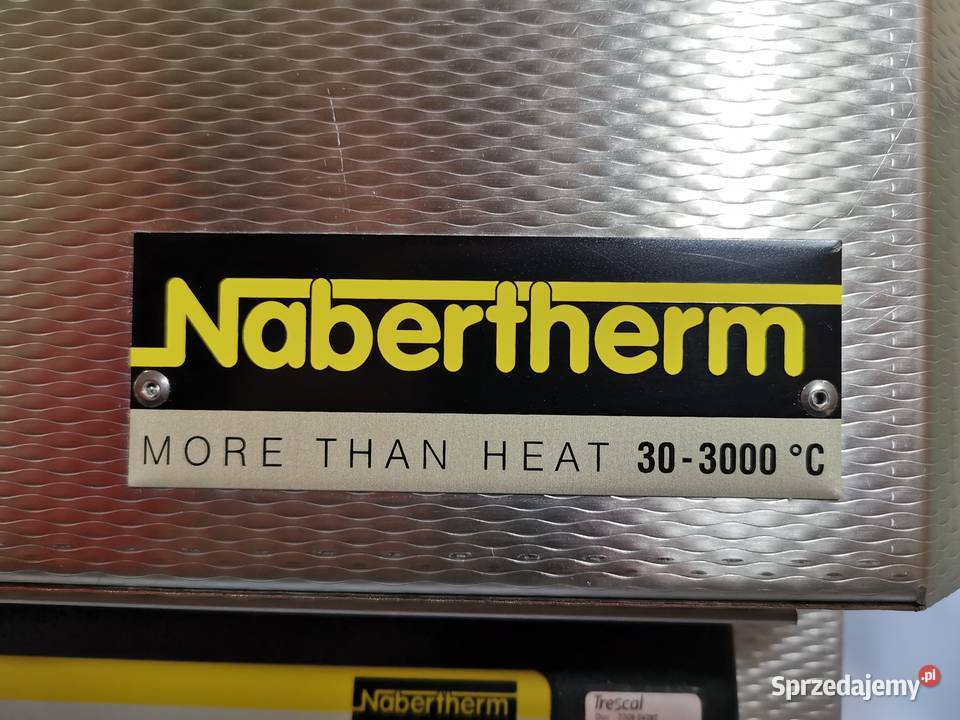 Nabertherm
MORE THAN HEAT 30-3000 °C
Nabertherm
Trescal
Sprzedajemy.pl